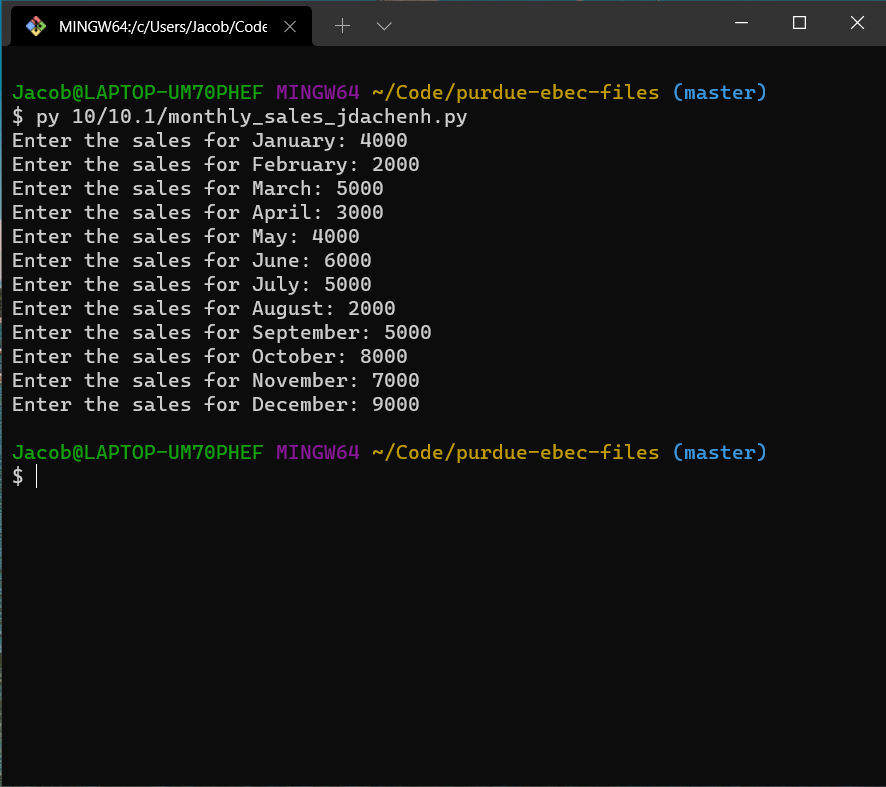 MINGW64:/c/Users/Jacob/Code
Jacob@LAPTOP-UM70PHEF MINGW64 ~/Code/purdue-ebec-files (master)
$ py 10/10.1/monthly_sales_jdachenh.py
Enter the sales for January: 4000
Enter the sales for February: 2000
Enter the sales for March: 5000
Enter the sales for April: 3000
Enter the sales for May: 4000
Enter the sales for June: 6000
Enter the sales for July: 5000
Enter the sales for August: 2000
Enter the sales for September: 5000
Enter the sales for October: 8000
Enter the sales for November: 7000
Enter the sales for December: 9000
Jacob@LAPTOP-UM70PHEF MINGW64 ~/Code/purdue-ebec-files (master)
$